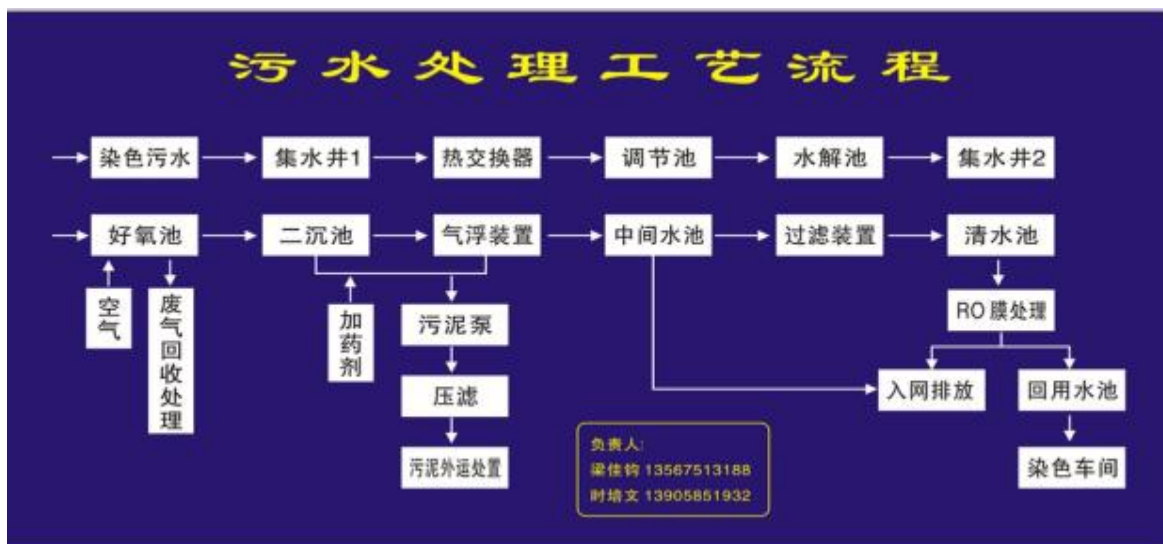 污水处理工艺流程
染色污水
集水井1
热交换器
调节池
水解池
集水井2
好氧池
二沉池
气浮装置
中间水池
过滤装置
清水池
空气
废气回收处理
加药剂
污泥泵
RO膜处理
压滤
入网排放
回用水池
污泥外运处置
染色车间
负责人:
梁佳钧 13567513188
时培文 13905851932